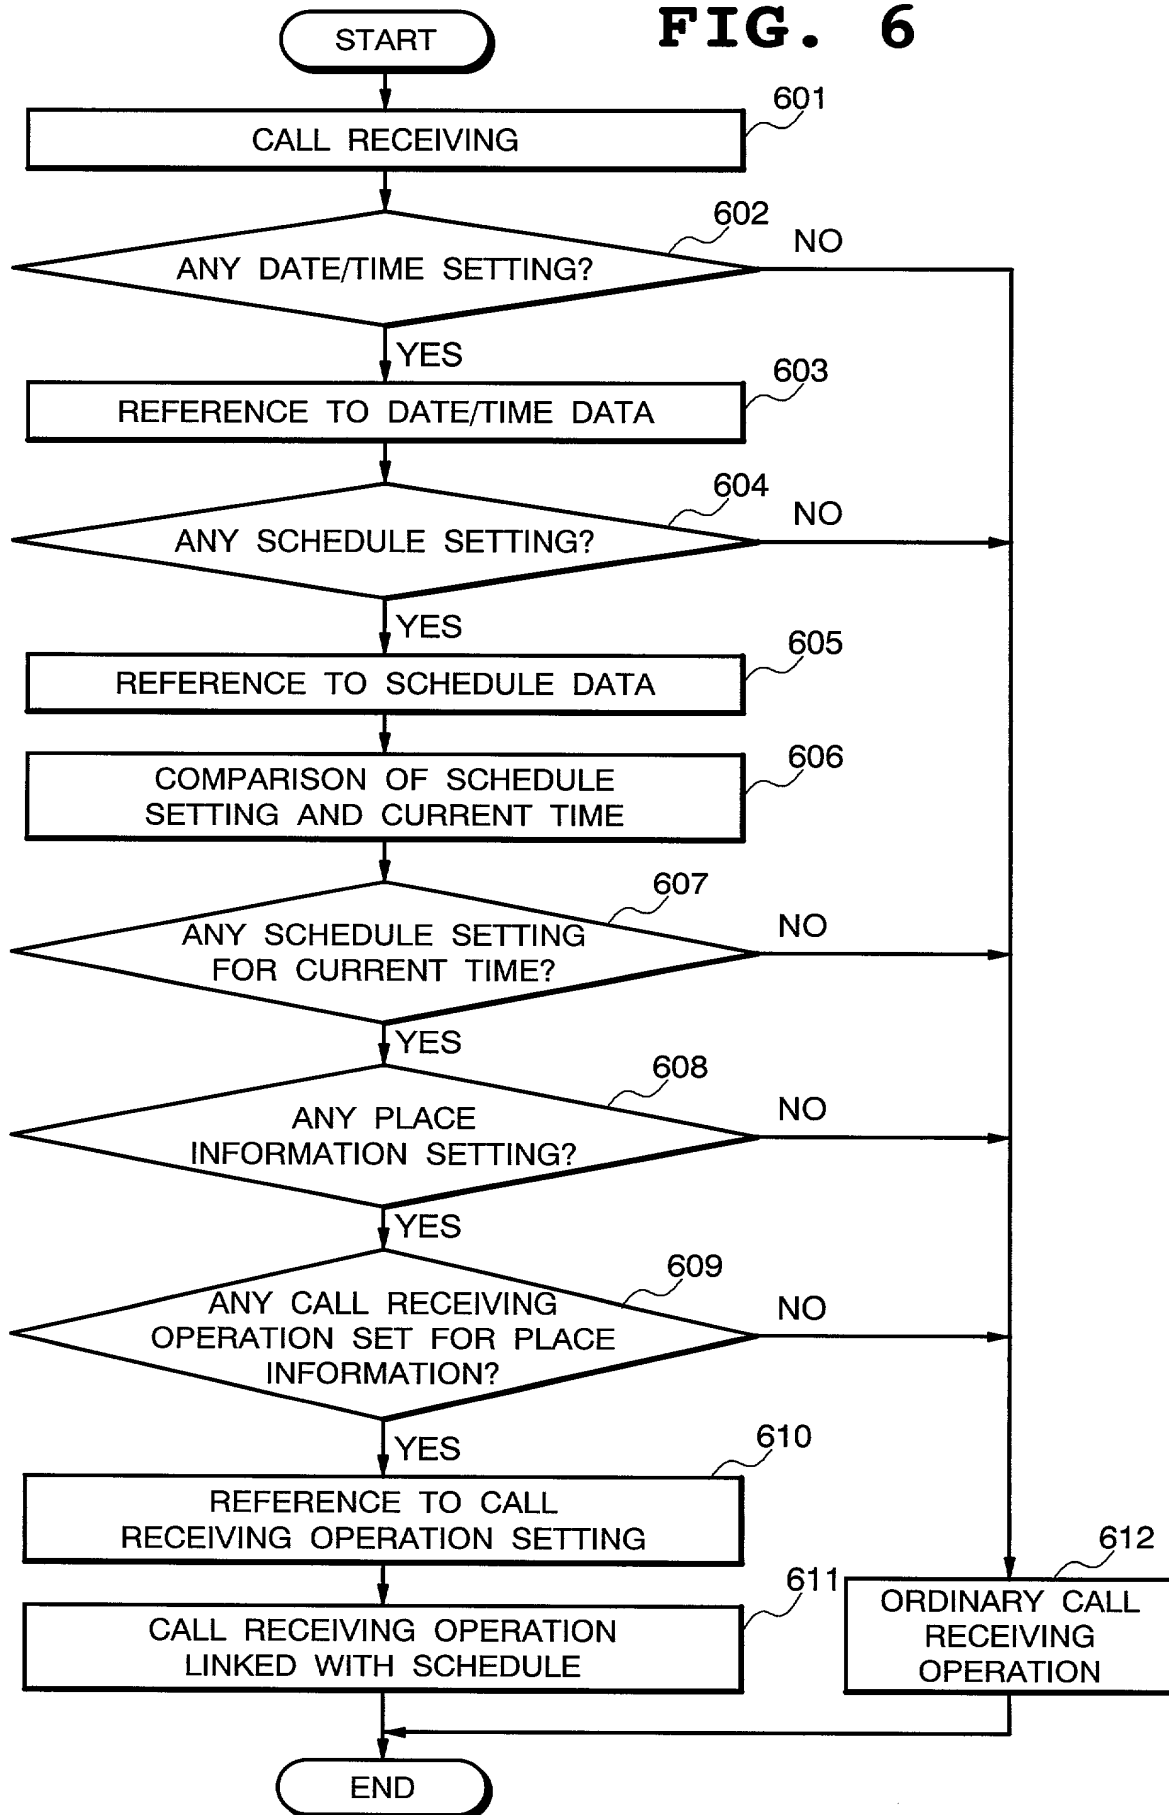 FIG. 6
START
601
CALL RECEIVING
602
NO
ANY DATE/TIME SETTING?
YES
603
REFERENCE TO DATE/TIME DATA
604
NO
ANY SCHEDULE SETTING?
YES
605
REFERENCE TO SCHEDULE DATA
606
COMPARISON OF SCHEDULE
SETTING AND CURRENT TIME
607
NO
ANY SCHEDULE SETTING
FOR CURRENT TIME?
YES
608
NO
ANY PLACE
INFORMATION SETTING?
YES
609
NO
ANY CALL RECEIVING
OPERATION SET FOR PLACE
INFORMATION?
YES
610
REFERENCE TO CALL
RECEIVING OPERATION SETTING
611
CALL RECEIVING OPERATION
LINKED WITH SCHEDULE
612
ORDINARY CALL
RECEIVING
OPERATION
END